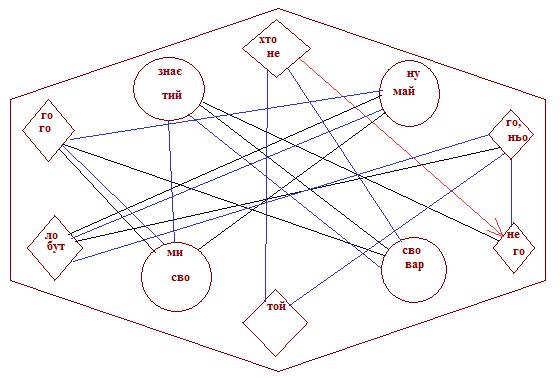 хто
не
знає
тий
ну
май
го
го
го,
ньо
ло
бут
ми
сво
сво
вар
не
го
той